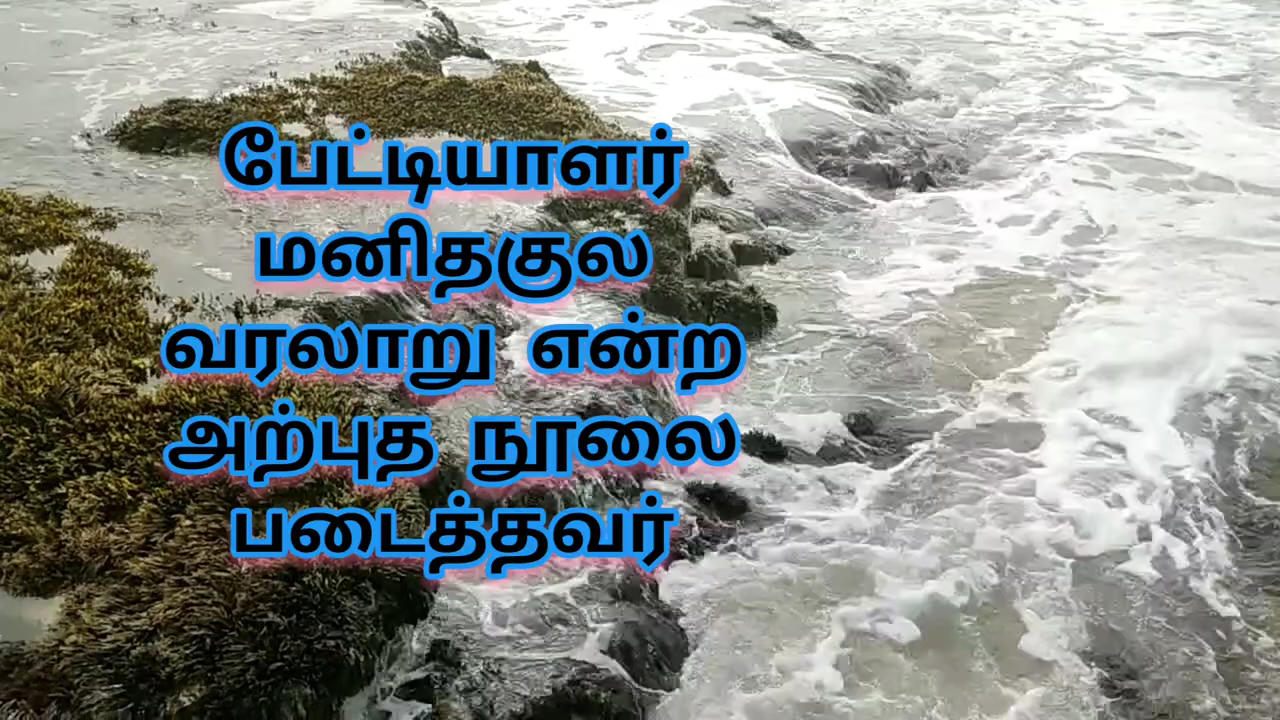 பேட்டியாளர்
மனிதகுல
வரலாறு என்ற
அற்புத நூலை
படைத்தவர்